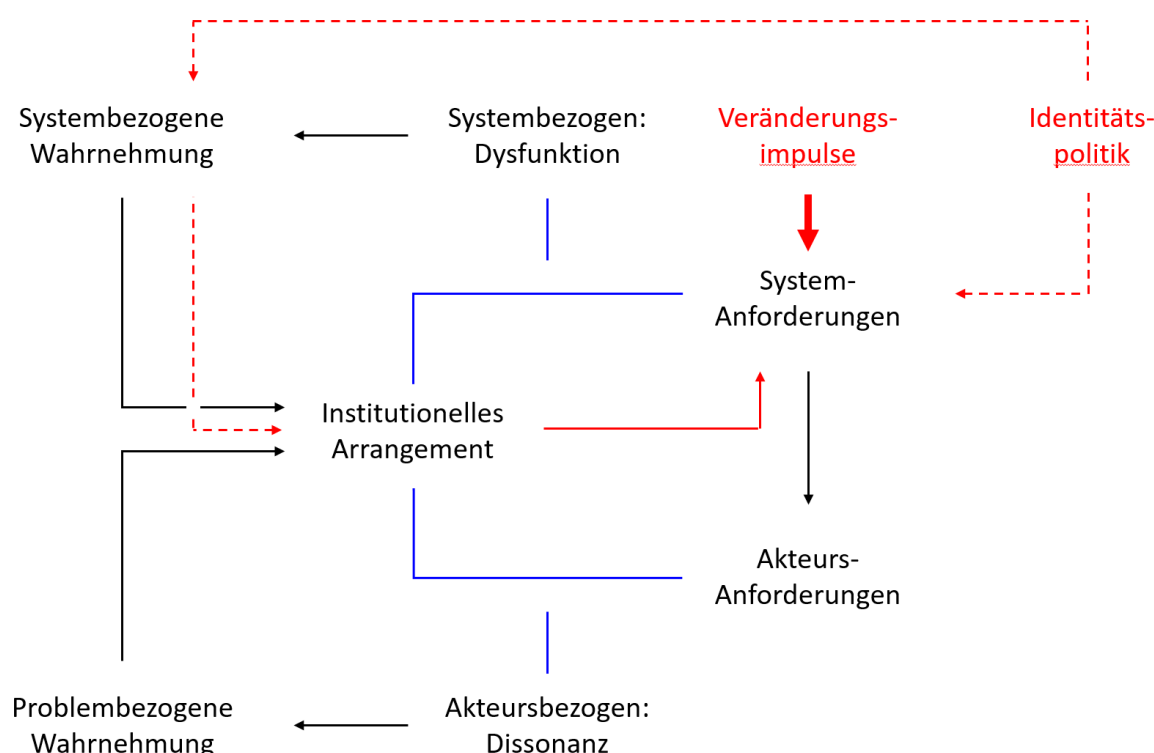 Systembezogene
Wahrnehmung
Systembezogen:
Dysfunktion
Veränderungs-
impulse
Identitäts-
politik
System-
Anforderungen
Institutionelles
Arrangement
Akteurs-
Anforderungen
Problembezogene
Wahrnehmung
Akteursbezogen:
Dissonanz